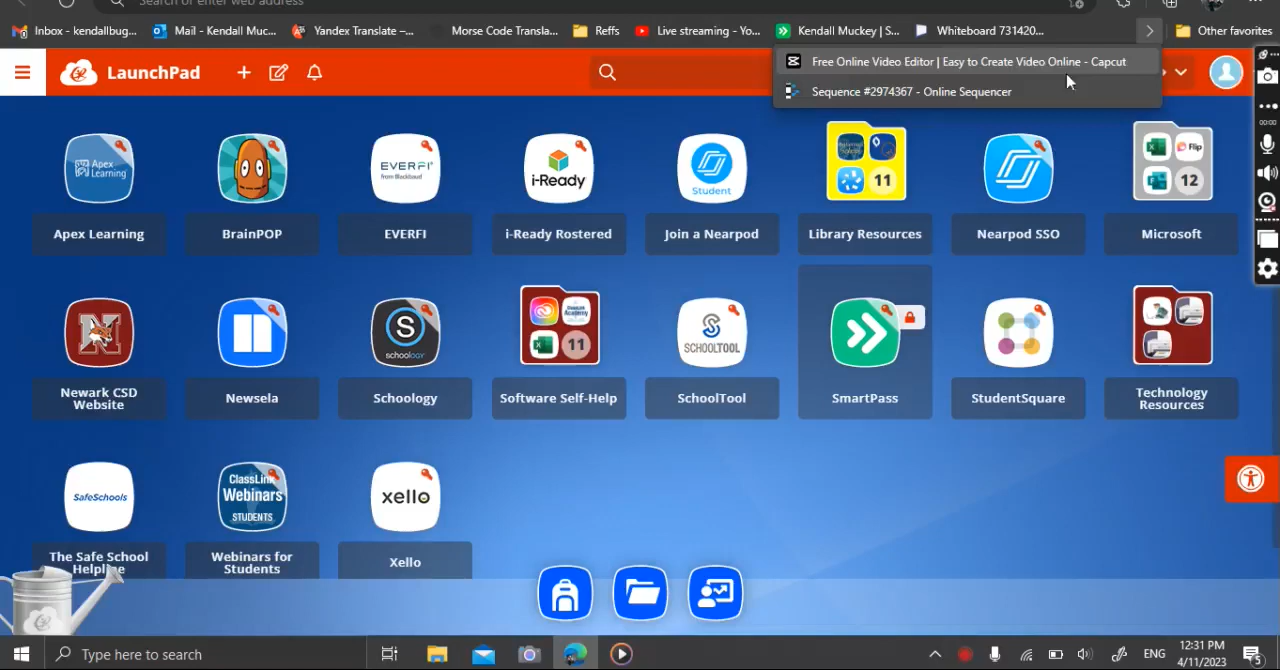 Search or enter web address
Inbox - kendallbug...
Mail - Kendall Muc...
Yandex Translate –...
Morse Code Transla...
Reffs
Live streaming - Yo...
Kendall Muckey | S...
Whiteboard 731420...
Other favorites
Free Online Video Editor | Easy to Create Video Online - Capcut
Sequence #2974367 - Online Sequencer
LaunchPad
00:00
Apex Learning
EVERFI
from Blackbaud
i-Ready
Student
11
Flip
12
Apex Learning
BrainPOP
EVERFI
i-Ready Rostered
Join a Nearpod
Library Resources
Nearpod SSO
Microsoft
N
S
schoology
11
SCHOOLTOOL
Newark CSD Website
Newsela
Schoology
Software Self-Help
SchoolTool
SmartPass
StudentSquare
Technology Resources
SafeSchools
ClassLink
Webinars
STUDENTS
xello
The Safe School Helpline
Webinars for Students
Xello
Type here to search
ENG
12:31 PM
4/11/2023
5